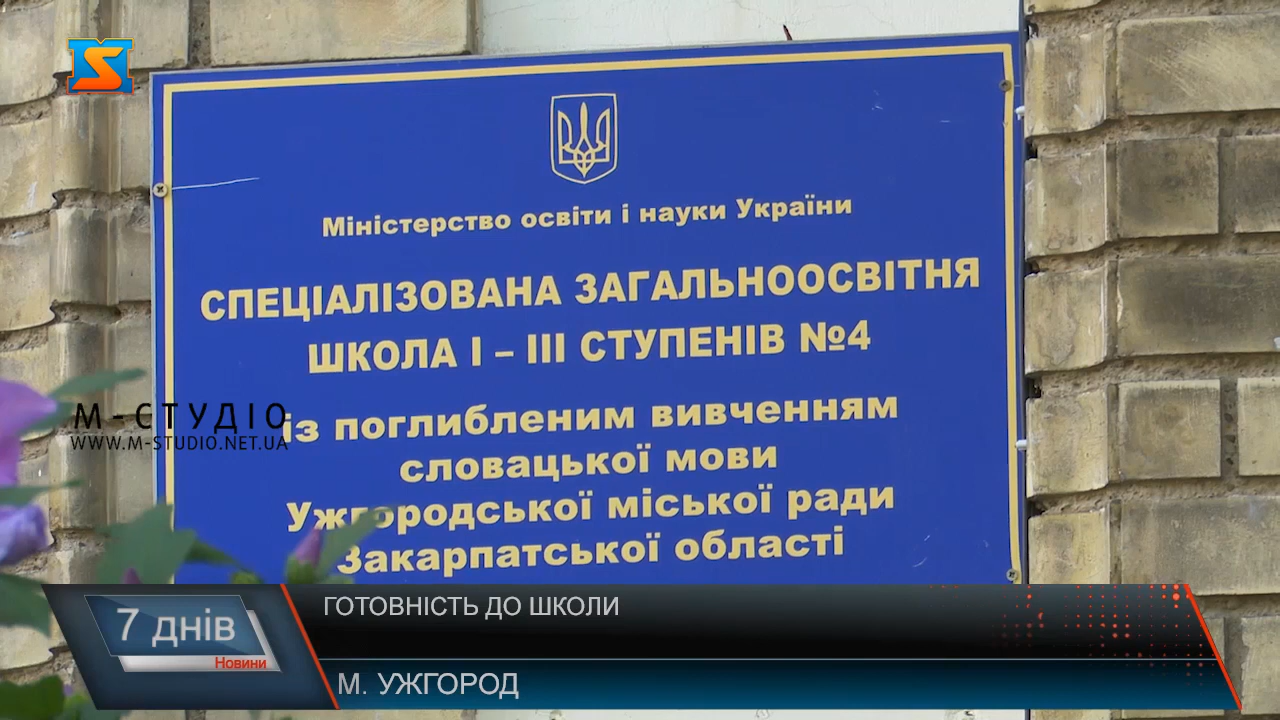 Міністерство освіти і науки України
СПЕЦІАЛІЗОВАНА ЗАГАЛЬНООСВІТНЯ
ШКОЛА І – ІІІ СТУПЕНІВ №4
із поглибленим вивченням
словацької мови
Ужгородської міської ради
Закарпатської області
М-СТУДІО
WWW.M-STUDIO.NET.UA
7 днів
Новини
ГОТОВНІСТЬ ДО ШКОЛИ
М. УЖГОРОД